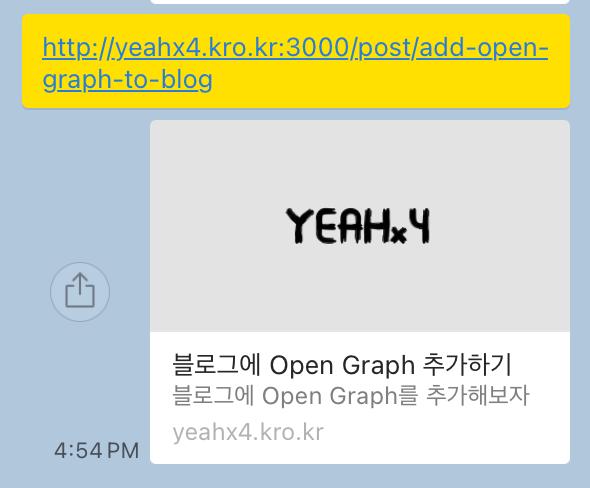 http://yeahx4.kro.kr:3000/post/add-open-
graph-to-blog
YEAHx4
블로그에 Open Graph 추가하기
블로그에 Open Graph를 추가해보자
yeahx4.kro.kr
4:54 PM